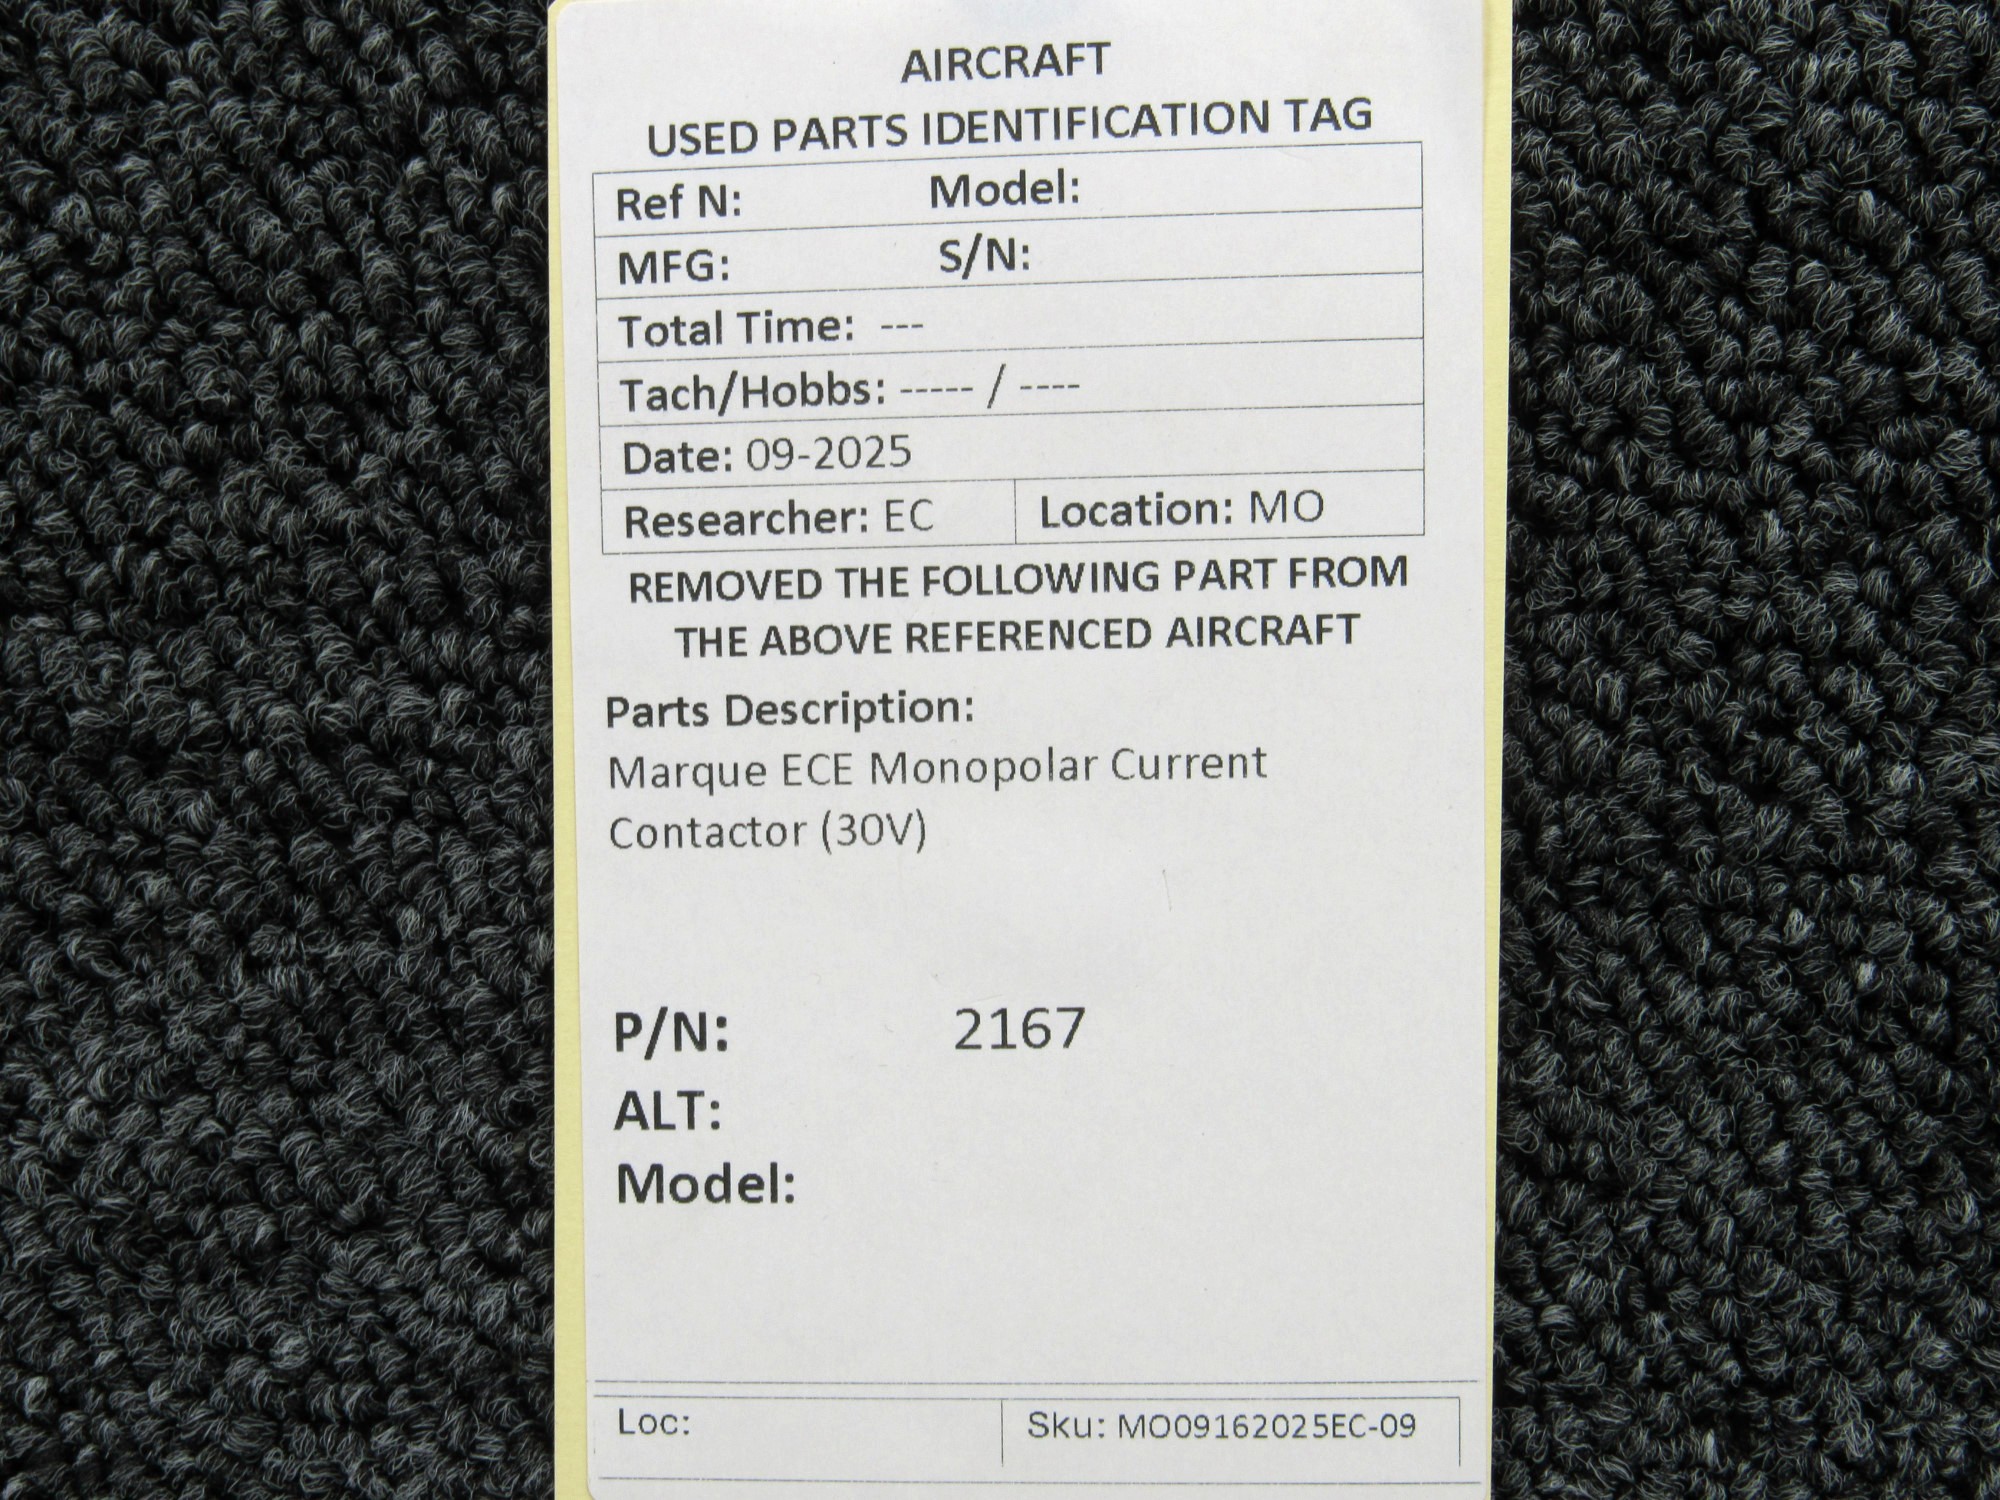 AIRCRAFT
USED PARTS IDENTIFICATION TAG
Ref N: Model:
MFG: S/N:
Total Time: ---
Tach/Hobbs: ----- / ----
Date: 09-2025
Researcher: EC Location: MO
REMOVED THE FOLLOWING PART FROM
THE ABOVE REFERENCED AIRCRAFT
Parts Description:
Marque ECE Monopolar Current
Contactor (30V)
P/N: 2167
ALT:
Model:
Loc: Sku: MO09162025EC-09